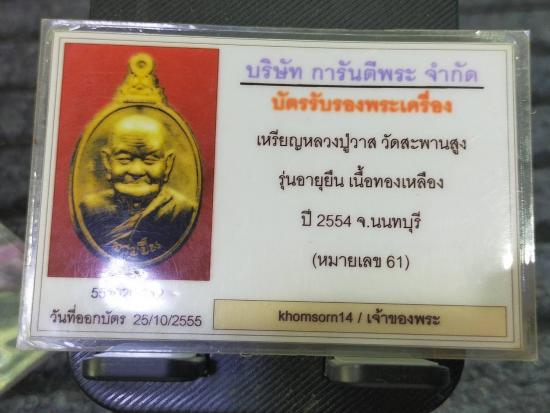 บริษัท การันตีพระ จำกัด
บัตรรับรองพระเครื่อง
เหรียญหลวงปู่วาส วัดสะพานสูง
รุ่นอายุยืน เนื้อทองเหลือง
ปี 2554 จ.นนทบุรี
(หมายเลข 61)
อายุยืน
วันที่ออกบัตร 25/10/2555
khomsorn14 / เจ้าของพระ